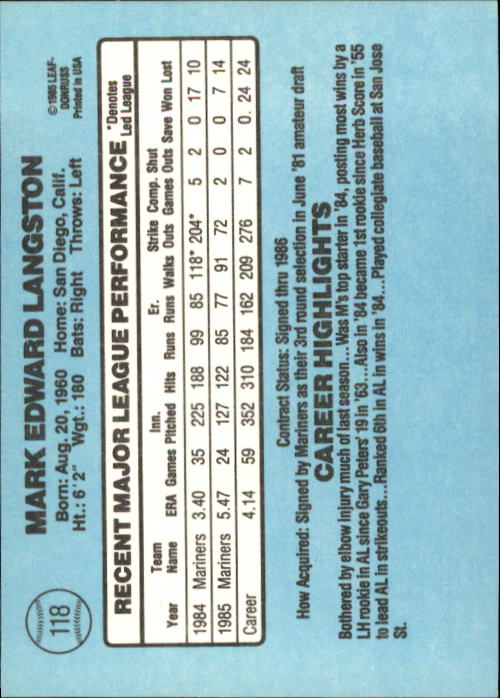 118
MARK EDWARD LANGSTON
Born: Aug. 20, 1960 Home: San Diego, Calif.
Ht.: 6'2" Wgt.: 180 Bats: Right Throws: Left
©1985 LEAF-
DONRUSS
Printed in USA
RECENT MAJOR LEAGUE PERFORMANCE *Denotes
Led League
Team Inn. Er. Strike Comp. Shut
Year Name ERA Games Pitched Hits Runs Runs Walks Outs Games Outs Save Won Lost
1984 Mariners 3.40 35 225 188 99 85 118* 204* 5 2 0 17 10
1985 Mariners 5.47 24 127 122 85 77 91 72 2 0 0 7 14
Career 4.14 59 352 310 184 162 209 276 7 2 0. 24 24
Contract Status: Signed thru 1986
How Acquired: Signed by Mariners as their 3rd round selection in June '81 amateur draft
CAREER HIGHLIGHTS
Bothered by elbow injury much of last season...Was M's top starter in '84, posting most wins by a
LH rookie in AL since Gary Peters' 19 in '63...Also in '84 became 1st rookie since Herb Score in '55
to lead AL in strikeouts...Ranked 6th in AL in wins in '84...Played collegiate baseball at San Jose
St.